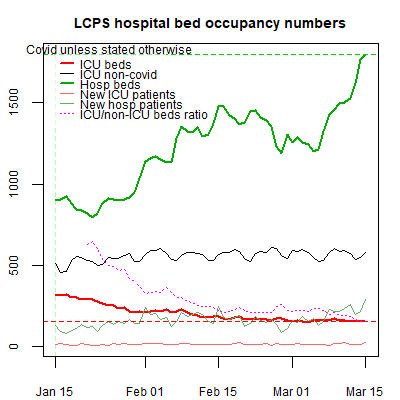 LCPS hospital bed occupancy numbers
Covid unless stated otherwise
ICU beds
ICU non-covid
Hosp beds
New ICU patients
New hosp patients
ICU/non-ICU beds ratio
1500
1000
500
0
Jan 15
Feb 01
Feb 15
Mar 01
Mar 15